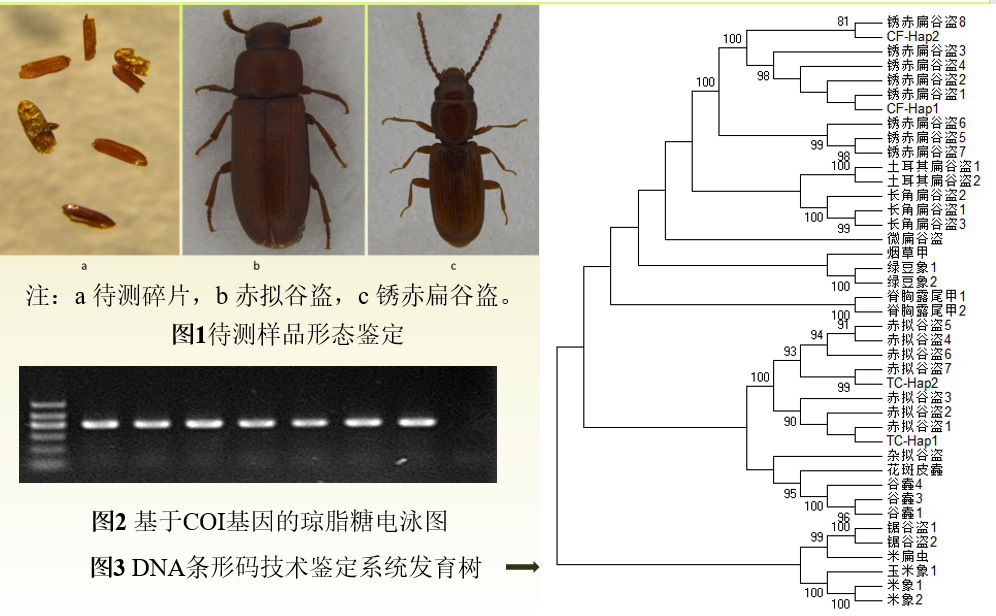 a
b
c
注：a 待测碎片，b 赤拟谷盗，c 锈赤扁谷盗。
图1待测样品形态鉴定
图2 基于COI基因的琼脂糖电泳图
图3 DNA条形码技术鉴定系统发育树
81
锈赤扁谷盗8
CF-Hap2
100
锈赤扁谷盗3
锈赤扁谷盗4
98
锈赤扁谷盗2
100
锈赤扁谷盗1
CF-Hap1
锈赤扁谷盗6
锈赤扁谷盗5
99
锈赤扁谷盗7
98
土耳其扁谷盗1
100
土耳其扁谷盗2
长角扁谷盗2
长角扁谷盗1
100
长角扁谷盗3
99
微扁谷盗
烟草甲
绿豆象1
绿豆象2
100
脊胸露尾甲1
脊胸露尾甲2
100
赤拟谷盗5
91
赤拟谷盗4
94
赤拟谷盗6
93
赤拟谷盗7
TC-Hap2
99
100
赤拟谷盗3
赤拟谷盗2
90
赤拟谷盗1
TC-Hap1
杂拟谷盗
花斑皮蠹
谷蠹4
95
谷蠹3
100
谷蠹1
96
锯谷盗1
100
锯谷盗2
99
米扁虫
玉米象1
米象1
100
米象2
100